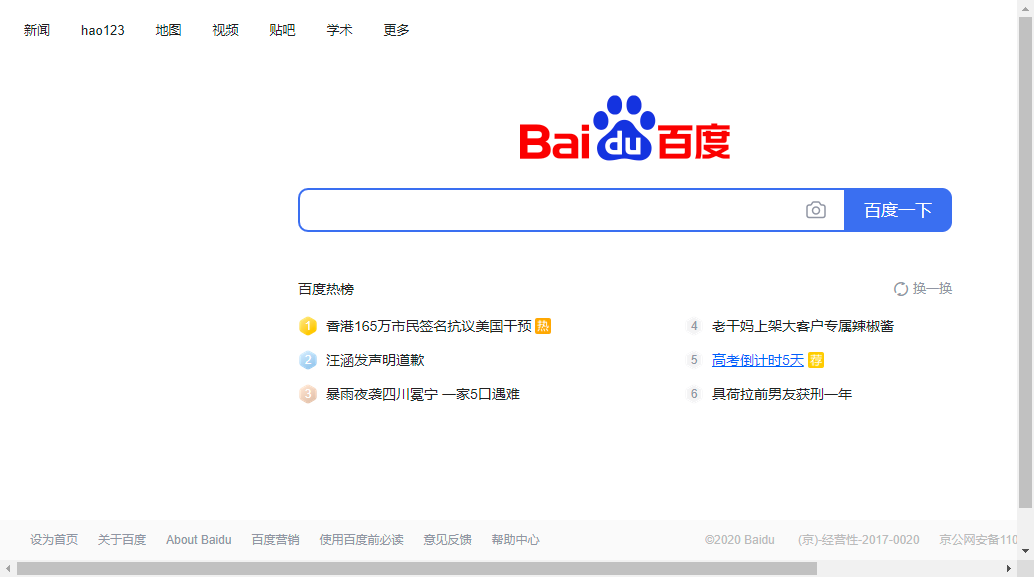 新闻 hao123 地图 视频 贴吧 学术 更多
Baidu百度
百度一下
百度热榜 换一换
1 香港165万市民签名抗议美国干预 热
4 老干妈上架大客户专属辣椒酱
2 汪涵发声明道歉
5 高考倒计时5天 荐
3 暴雨夜袭四川冕宁 一家5口遇难
6 具荷拉前男友获刑一年
设为首页 关于百度 About Baidu 百度营销 使用百度前必读 意见反馈 帮助中心 ©2020 Baidu (京)-经营性-2017-0020 京公网安备110